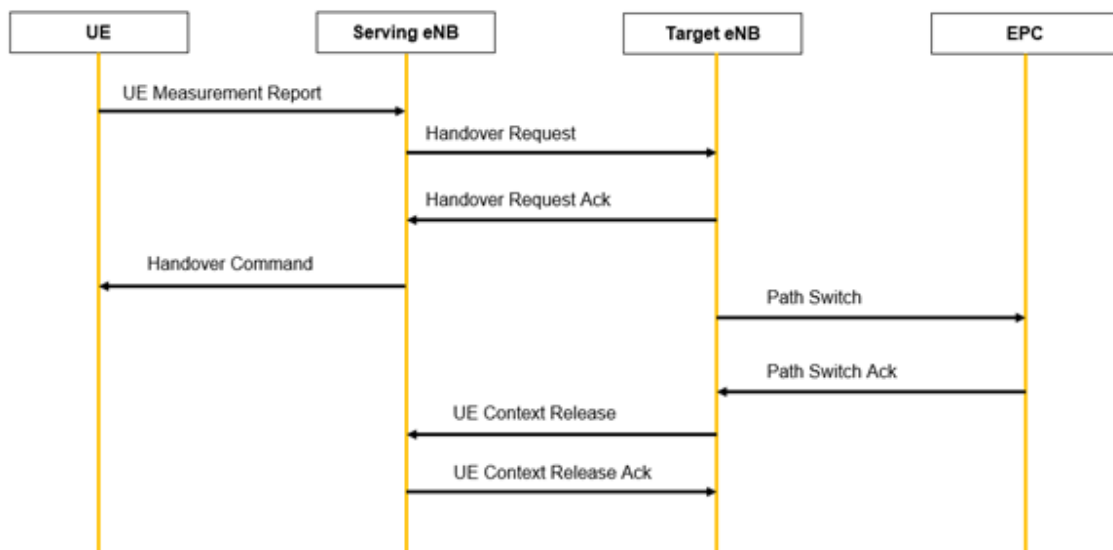 UE
Serving eNB
Target eNB
EPC
UE Measurement Report
Handover Request
Handover Request Ack
Handover Command
Path Switch
Path Switch Ack
UE Context Release
UE Context Release Ack